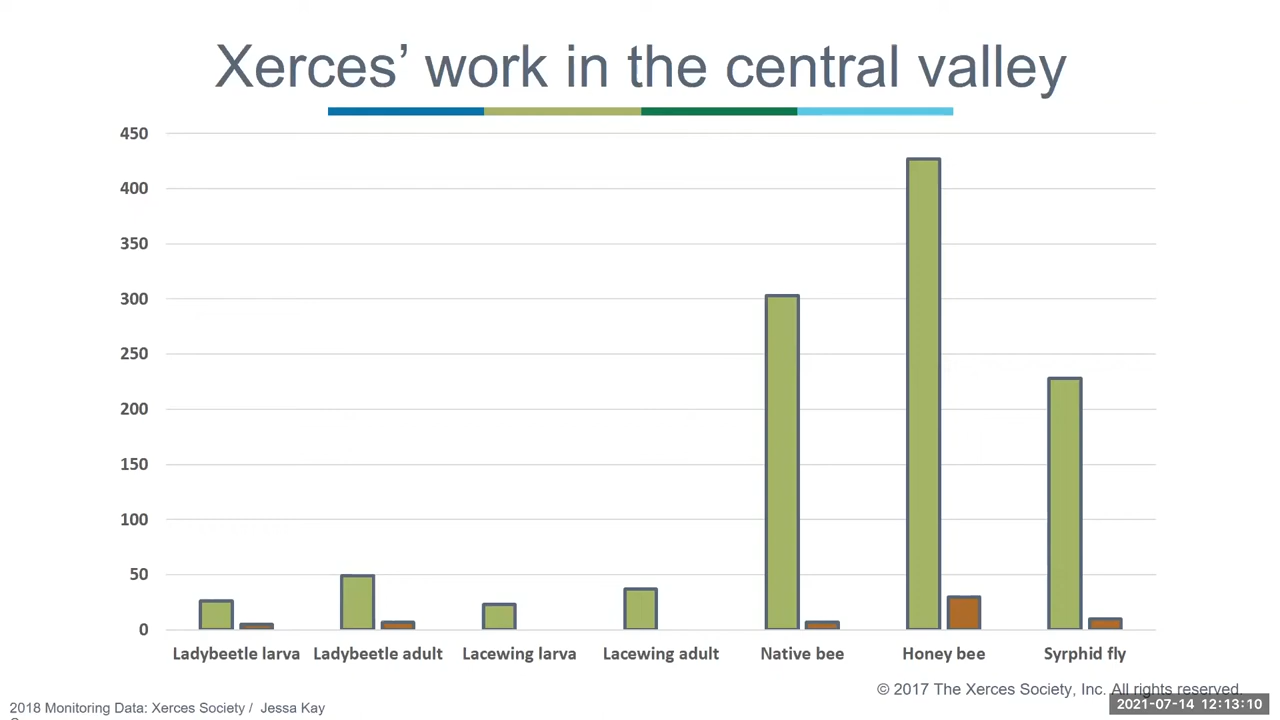 Xerces’ work in the central valley
450
400
350
300
250
200
150
100
50
0
Ladybeetle larva Ladybeetle adult Lacewing larva Lacewing adult Native bee Honey bee Syrphid fly
© 2017 The Xerces Society, Inc. All rights reserved.
2021-07-14 12:13:10
2018 Monitoring Data: Xerces Society / Jessa Kay